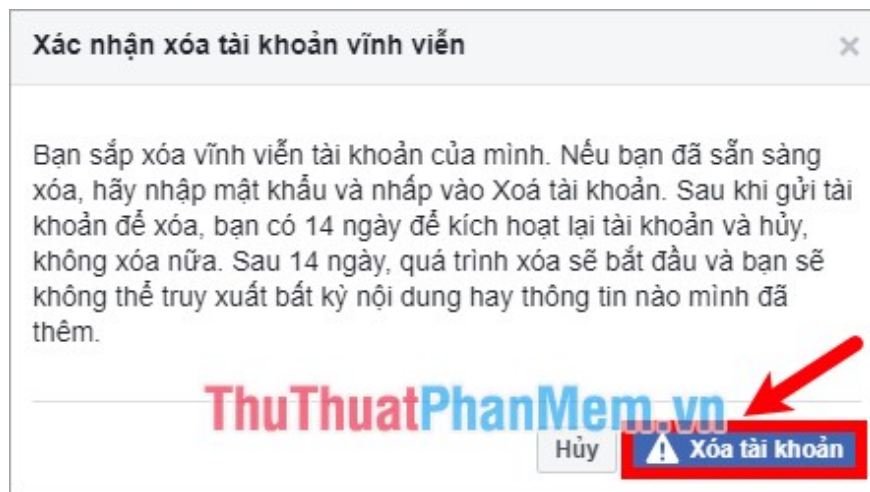 Xác nhận xóa tài khoản vĩnh viễn
Bạn sắp xóa vĩnh viễn tài khoản của mình. Nếu bạn đã sẵn sàng
xóa, hãy nhập mật khẩu và nhấp vào Xoá tài khoản. Sau khi gửi tài
khoản để xóa, bạn có 14 ngày để kích hoạt lại tài khoản và hủy,
không xóa nữa. Sau 14 ngày, quá trình xóa sẽ bắt đầu và bạn sẽ
không thể truy xuất bất kỳ nội dung hay thông tin nào mình đã
thêm.
ThuThuatPhanMem.vn
Hủy
Xóa tài khoản